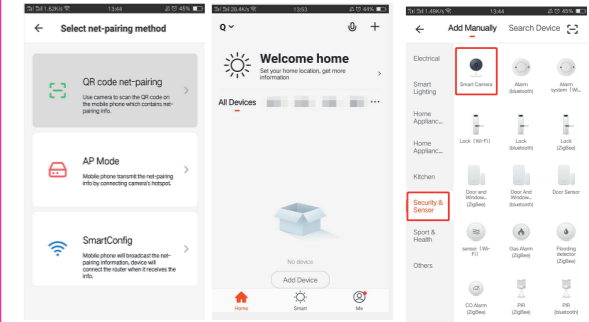 13:44
45%
← Select net-pairing method
QR code net-pairing
Use camera to scan the QR code on
the mobile phone which contains net-
pairing info.
AP Mode
Mobile phone transmit the net-pairing
info by connecting camera's hotspot.
SmartConfig
Mobile phone will broadcast the net-
pairing information, device will
connect the router when it receives the
info.
13:53
44%
Q
Welcome home
Set your home location, get more
information
All Devices
No device
Add Device
Home Smart Me
13:44
45%
← Add Manually Search Device
Electrical
Smart
Lighting
Home
Applianc...
Home
Applianc...
Kitchen
Security &
Sensor
Sport &
Health
Others
Smart Camera
Alarm
(bluetooth)
Alarm
system (Wi...
Lock (Wi-Fi)
Lock
(bluetooth)
Lock
(ZigBee)
Door and
Window...
(ZigBee)
Door And
Window...
(bluetooth)
Door Sensor
sensor (Wi-
Fi)
Gas Alarm
(ZigBee)
Flooding
detector
(ZigBee)
CO Alarm
(ZigBee)
PIR
(ZigBee)
PIR
(bluetooth)